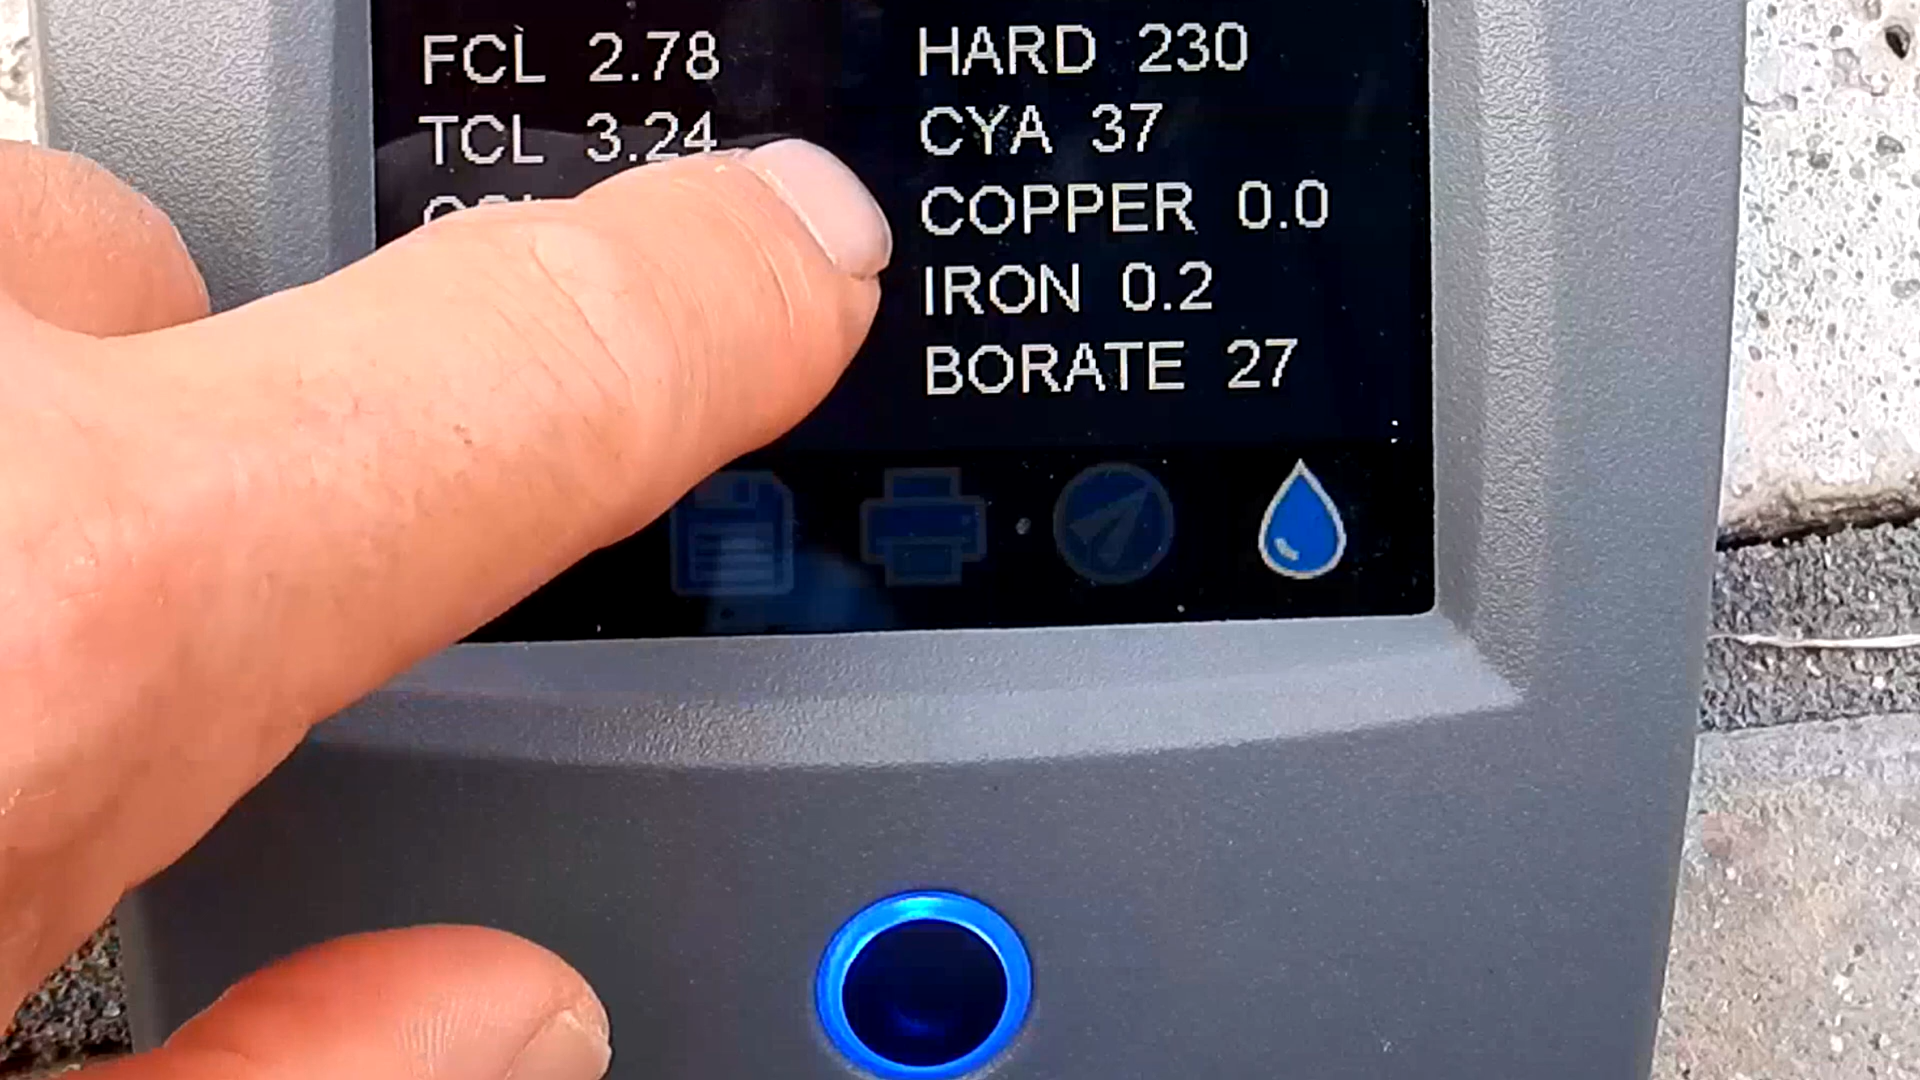 FCL 2.78
TCL 3.24
HARD 230
CYA 37
COPPER 0.0
IRON 0.2
BORATE 27